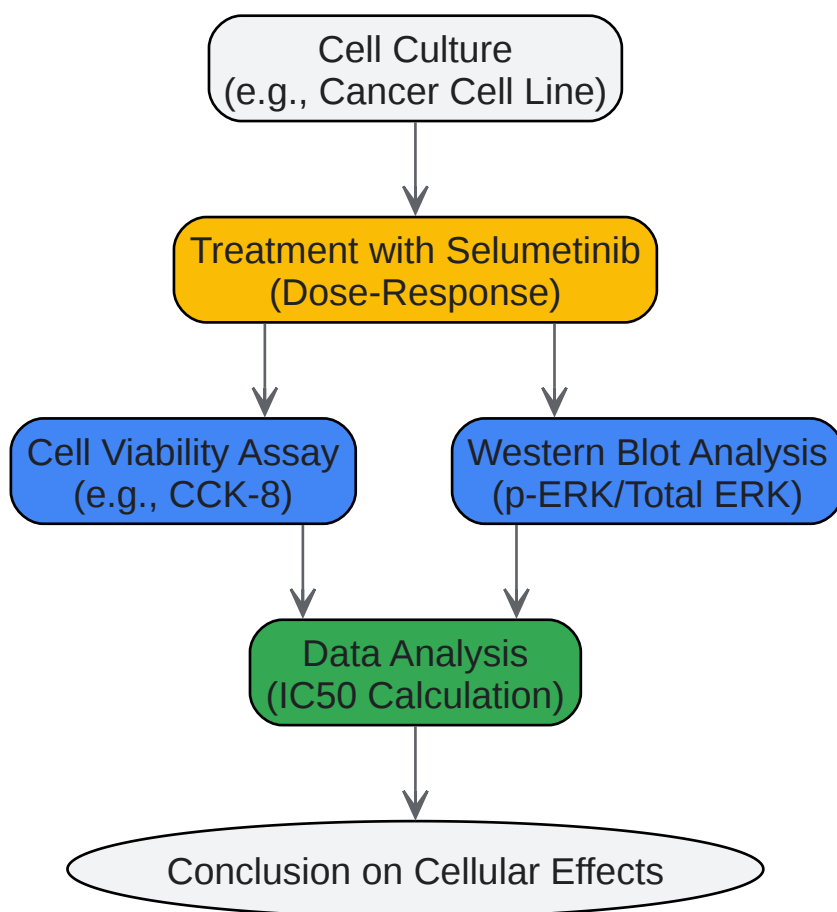 Cell Culture
(e.g., Cancer Cell Line)
Treatment with Selumetinib
(Dose-Response)
Cell Viability Assay
(e.g., CCK-8)
Western Blot Analysis
(p-ERK/Total ERK)
Data Analysis
(IC50 Calculation)
Conclusion on Cellular Effects